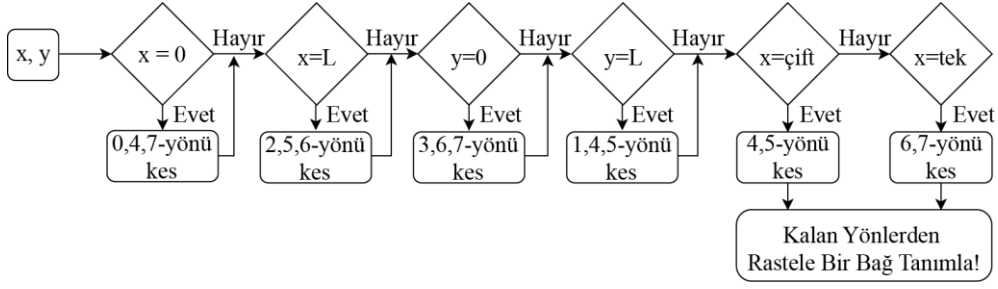 x, y
x = 0
Hayır
x=L
Hayır
y=0
Hayır
y=L
Hayır
x=çift
Hayır
x=tek
Evet
Evet
Evet
Evet
Evet
Evet
0,4,7-yönü
kes
2,5,6-yönü
kes
3,6,7-yönü
kes
1,4,5-yönü
kes
4,5-yönü
kes
6,7-yönü
kes
Kalan Yönlerden
Rastele Bir Bağ Tanımla!